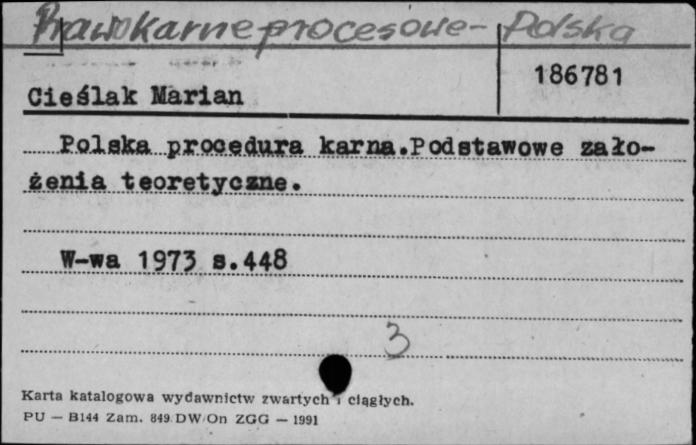 Prawo karne procesowe - Polska
186781
Cieślak Marian
Polska procedura karna.Podstawowe zało-
żenia teoretyczne.
W-wa 1973 s.448
3
Karta katalogowa wydawnictw zwartych i ciągłych.
PU — B144 Zam. 849 DW/On ZGG — 1991